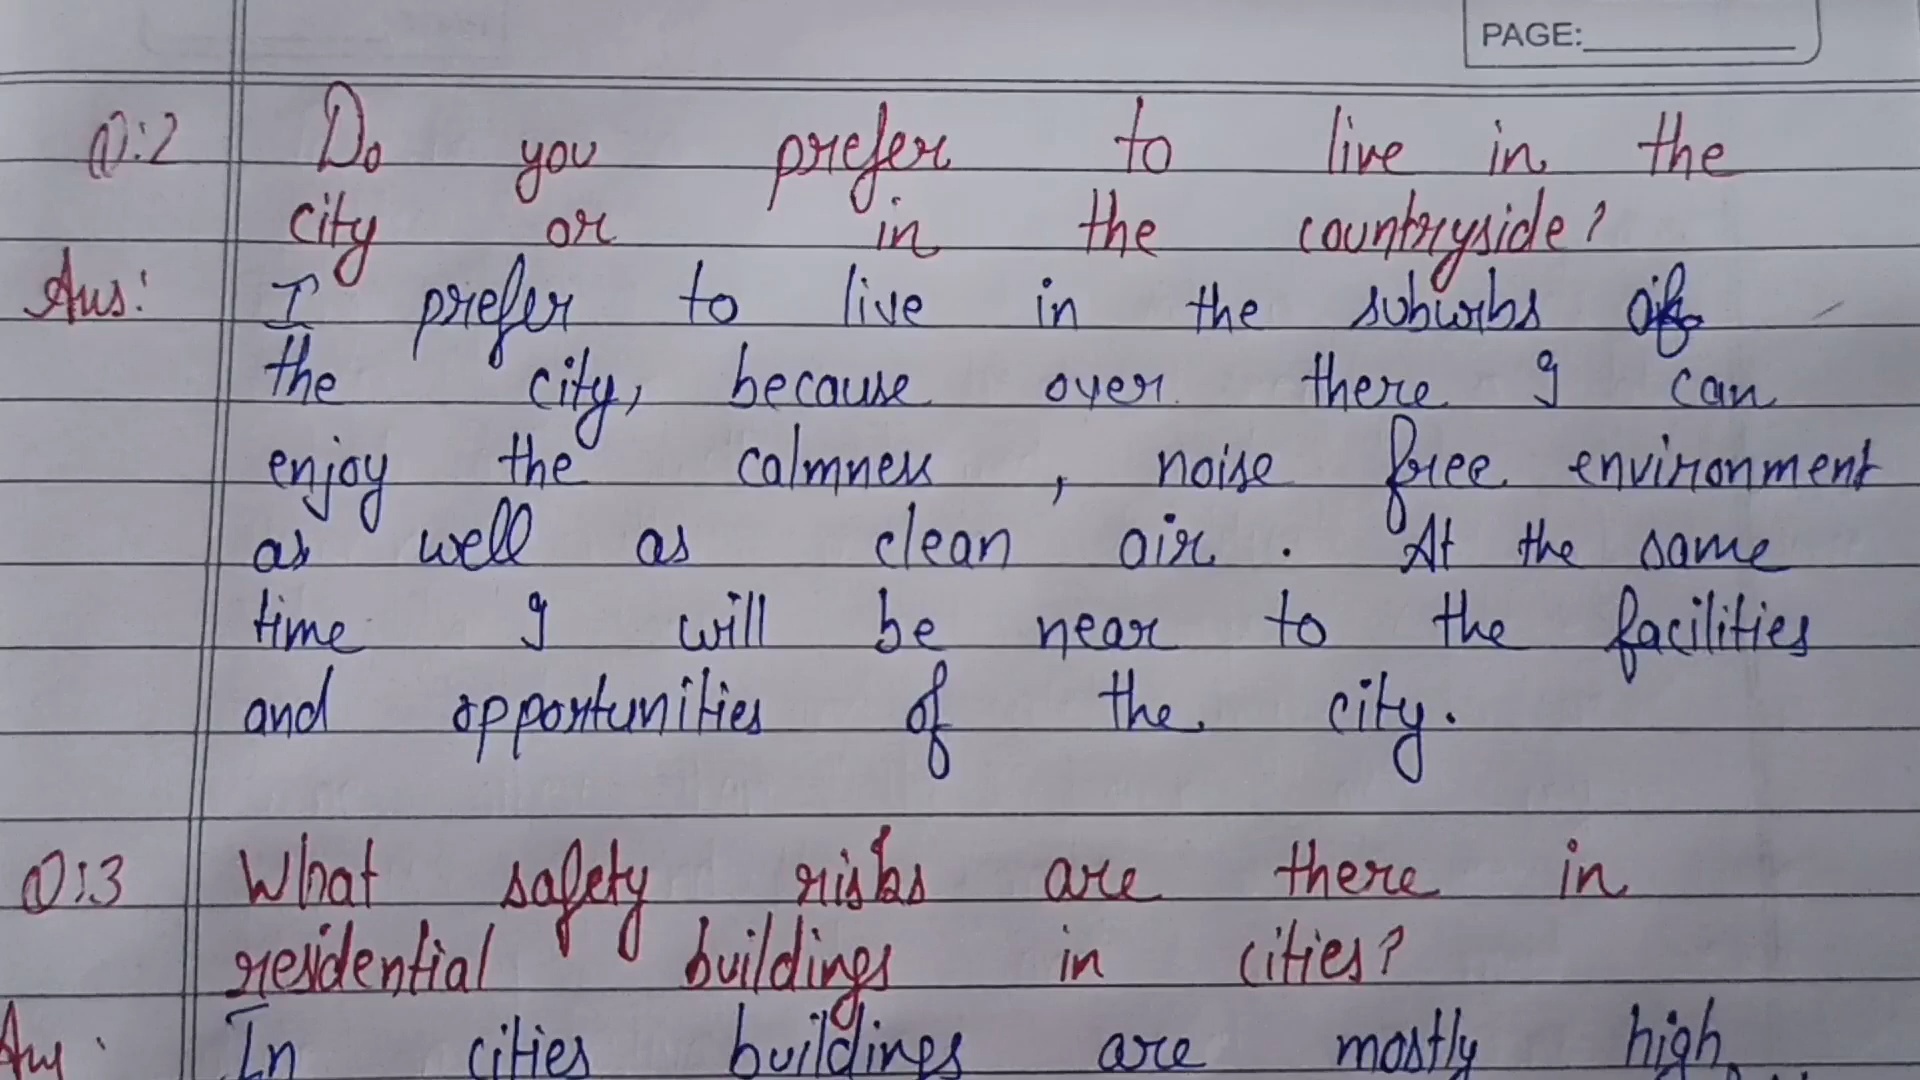 PAGE:
Q:2 Do you prefer to live in the
city or in the countryside?
Ans: I prefer to live in the suburbs of
the city, because over there I can
enjoy the calmness, noise free environment
as well as clean air. At the same
time I will be near to the facilities
and opportunities of the city.
Q:3 What safety risks are there in
residential buildings in cities?
Ans: In cities buildings are mostly high